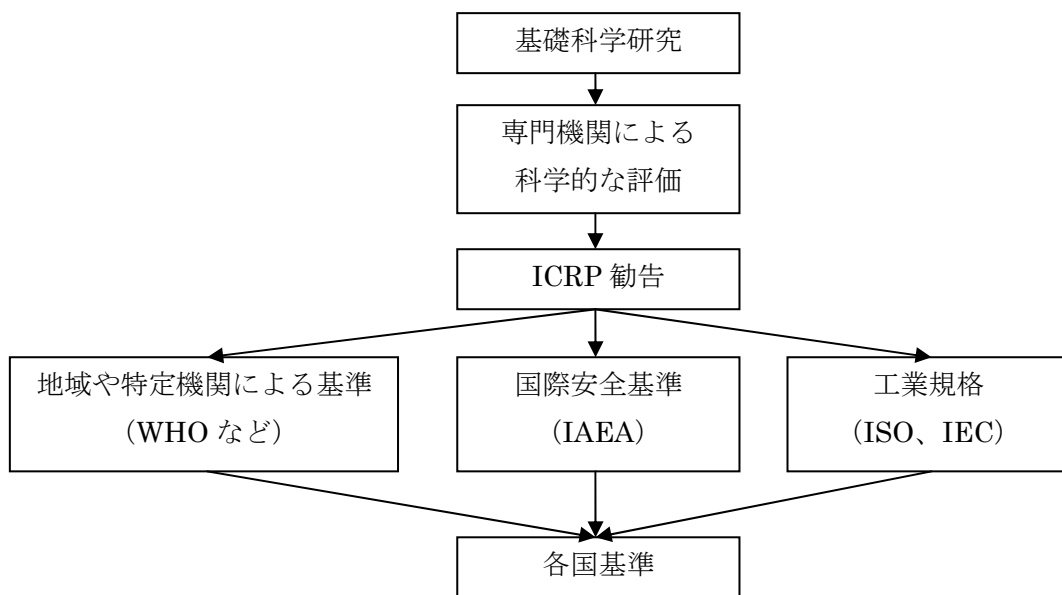 基礎科学研究
専門機関による
科学的な評価
ICRP 勧告
地域や特定機関による基準
（WHO など）
国際安全基準
（IAEA）
工業規格
（ISO、IEC）
各国基準